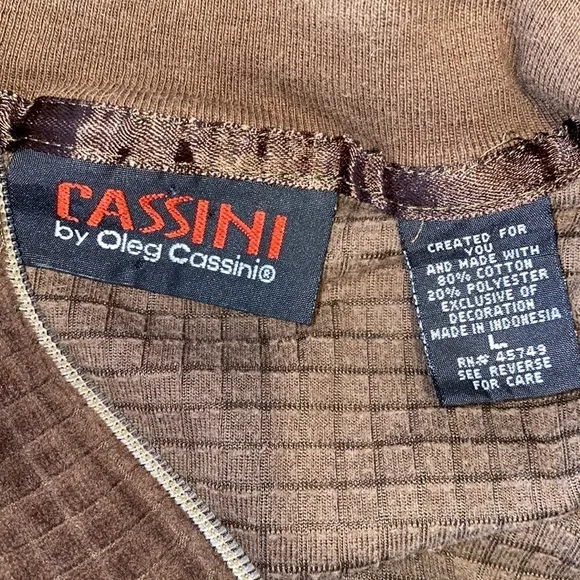 CASSINI
by Oleg Cassini®
CREATED FOR
YOU
AND MADE WITH
80% COTTON
20% POLYESTER
EXCLUSIVE OF
DECORATION
MADE IN INDONESIA
L
RN# 45749
SEE REVERSE
FOR CARE